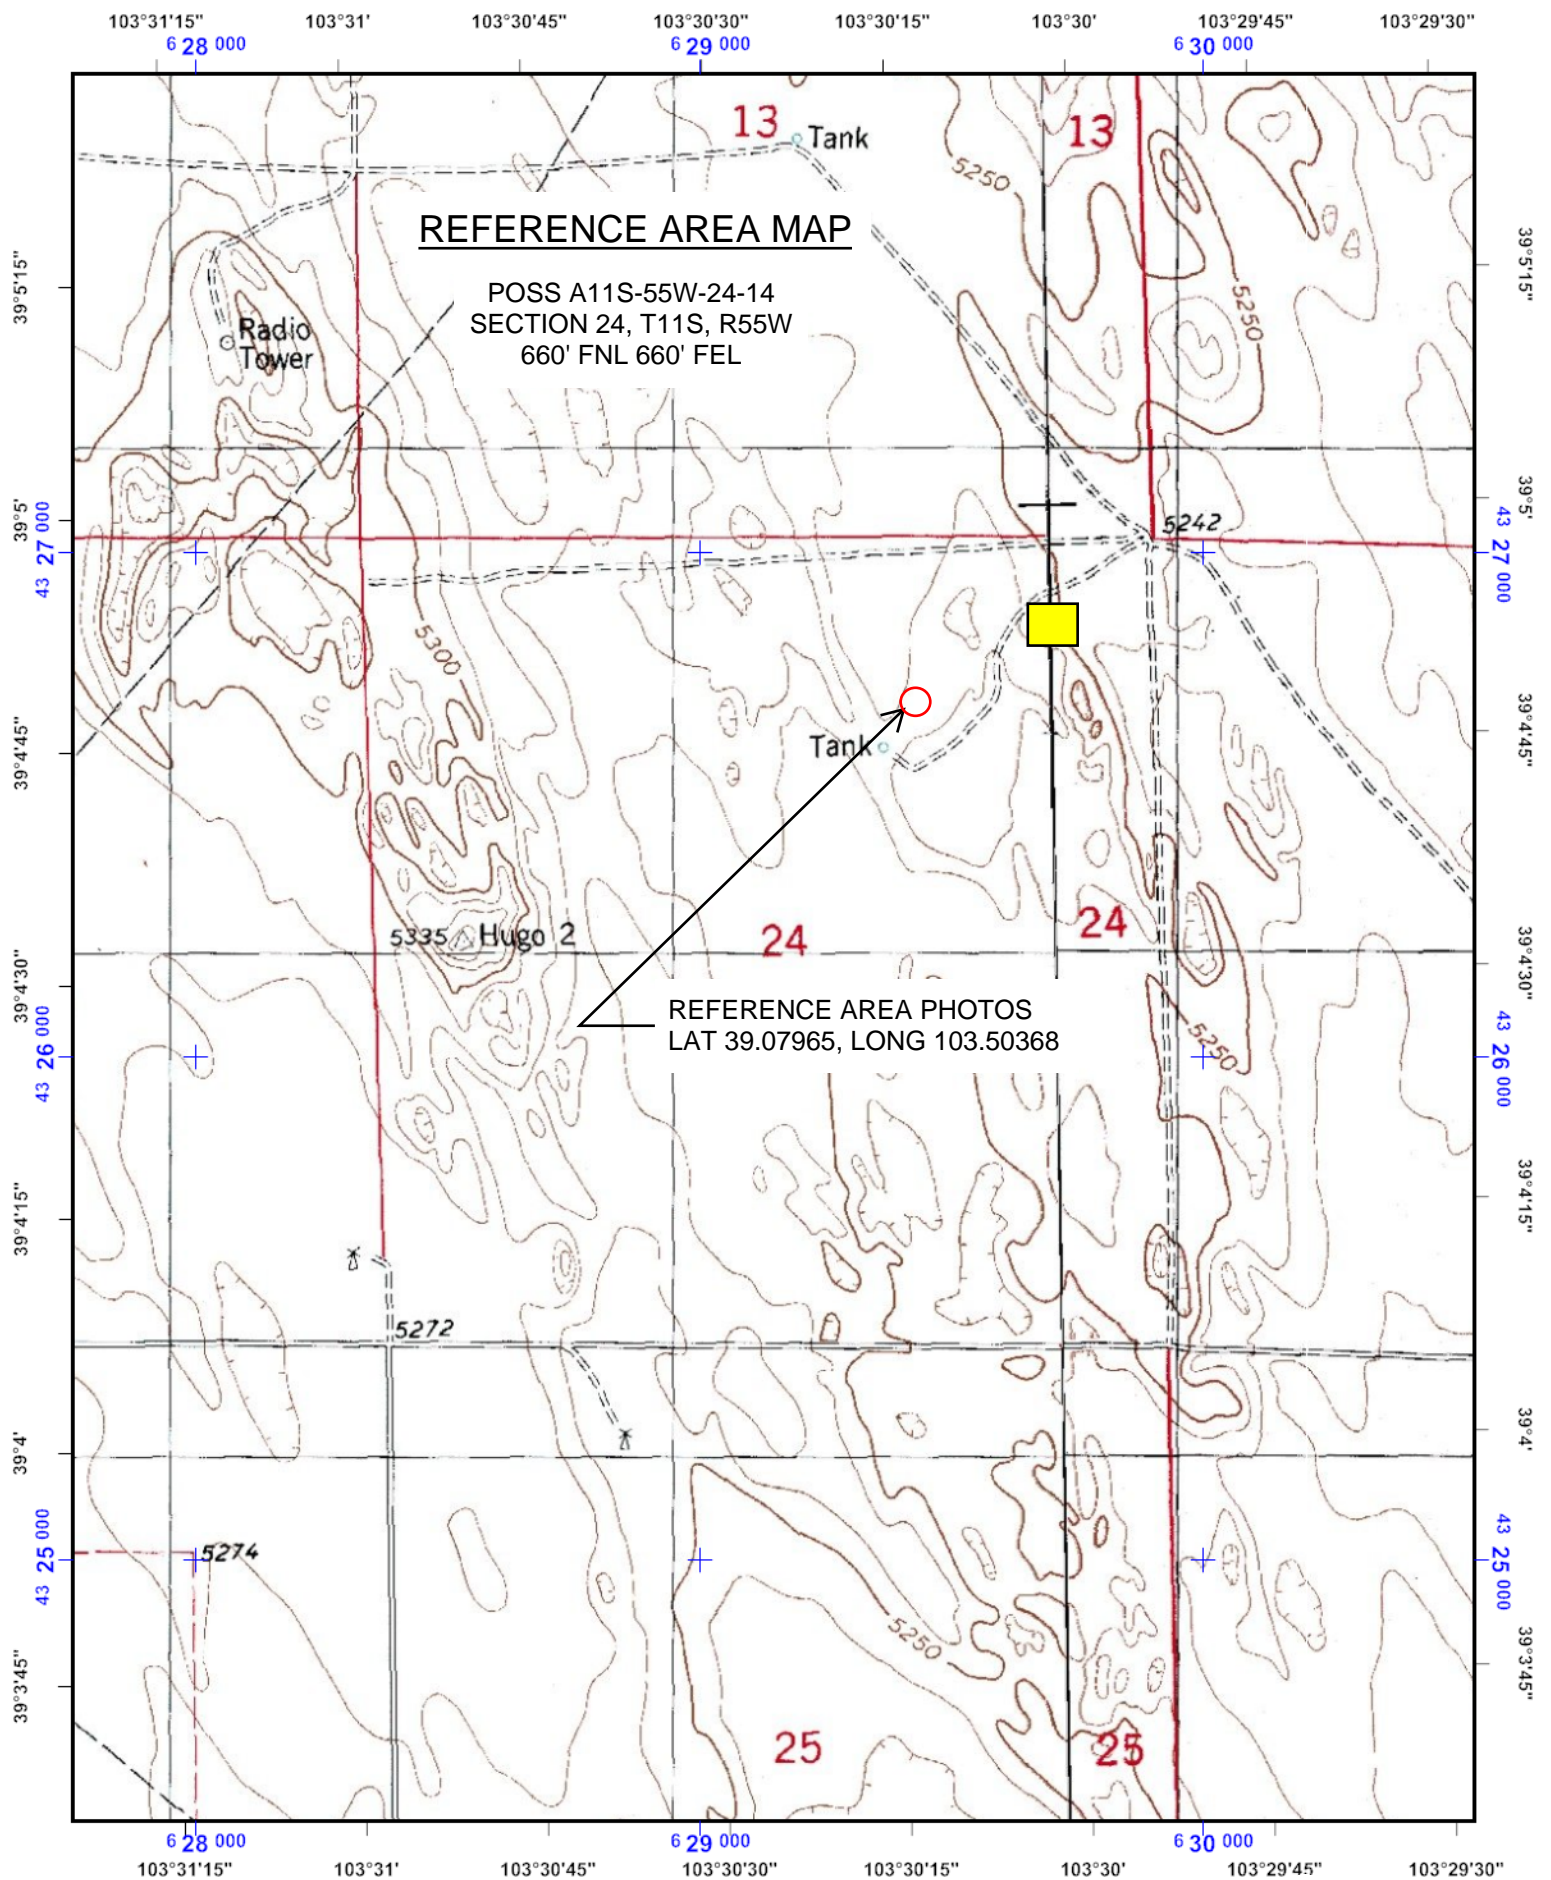 103°31'15" 103°31' 103°30'45" 103°30'30" 103°30'15" 103°30' 103°29'45" 103°29'30"
6 28 000 6 29 000 6 30 000
13 Tank 13
5250
REFERENCE AREA MAP
39°5'15" 39°5'15"
POSS A11S-55W-24-14
SECTION 24, T11S, R55W
660' FNL 660' FEL
5250
Radio
Tower
39°5' 39°5'
43 27 000 43 27 000
5242
5300
39°4'45" 39°4'45"
Tank
5335 Hugo 2
24 24
39°4'30" 39°4'30"
REFERENCE AREA PHOTOS
LAT 39.07965, LONG 103.50368
5250
43 26 000 43 26 000
39°4'15" 39°4'15"
5272
39°4' 39°4'
43 25 000 43 25 000
5274
5250
39°3'45" 39°3'45"
25 25
6 28 000 6 29 000 6 30 000
103°31'15" 103°31' 103°30'45" 103°30'30" 103°30'15" 103°30' 103°29'45" 103°29'30"